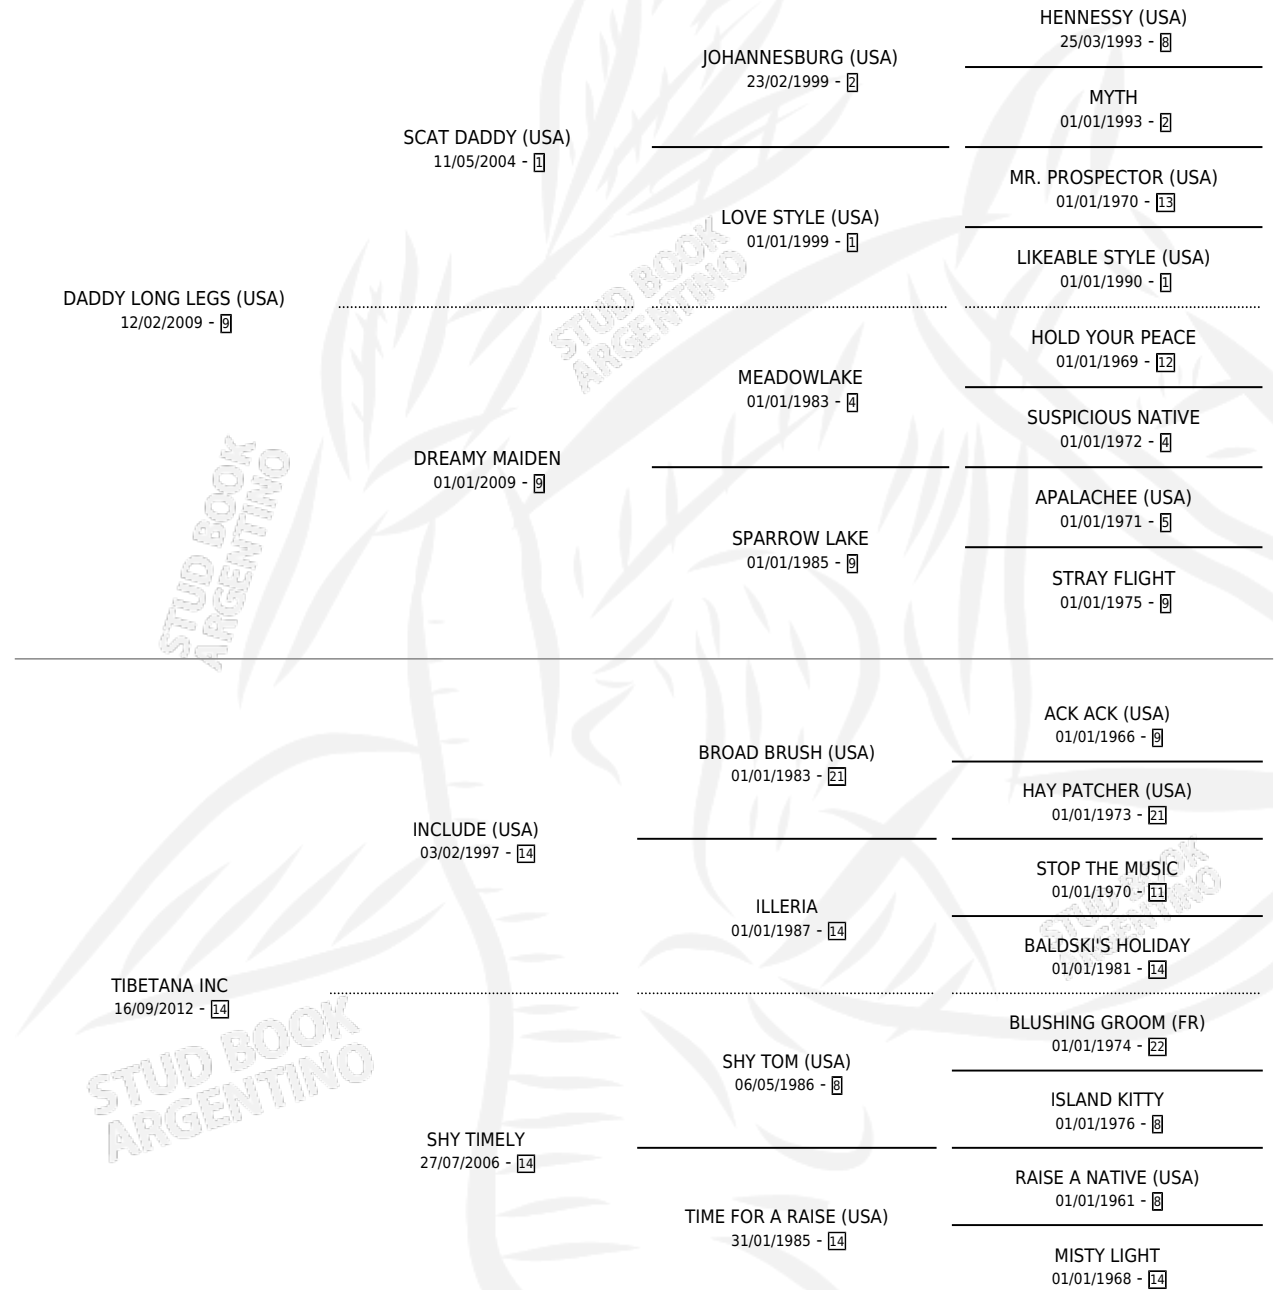 HENNESSY (USA)
25/03/1993 - 8
JOHANNESBURG (USA)
23/02/1999 - 2
MYTH
01/01/1993 - 2
SCAT DADDY (USA)
11/05/2004 - 1
MR. PROSPECTOR (USA)
01/01/1970 - 13
LOVE STYLE (USA)
01/01/1999 - 1
LIKEABLE STYLE (USA)
01/01/1990 - 1
DADDY LONG LEGS (USA)
12/02/2009 - 9
HOLD YOUR PEACE
01/01/1969 - 12
MEADOWLAKE
01/01/1983 - 4
SUSPICIOUS NATIVE
01/01/1972 - 4
DREAMY MAIDEN
01/01/2009 - 9
APALACHEE (USA)
01/01/1971 - 5
SPARROW LAKE
01/01/1985 - 9
STRAY FLIGHT
01/01/1975 - 9
STUD BOOK
ARGENTINO
STUD BOOK
ARGENTINO
ACK ACK (USA)
01/01/1966 - 9
BROAD BRUSH (USA)
01/01/1983 - 21
HAY PATCHER (USA)
01/01/1973 - 21
INCLUDE (USA)
03/02/1997 - 14
STOP THE MUSIC
01/01/1970 - 11
ILLERIA
01/01/1987 - 14
BALDSKI'S HOLIDAY
01/01/1981 - 14
TIBETANA INC
16/09/2012 - 14
BLUSHING GROOM (FR)
01/01/1974 - 22
SHY TOM (USA)
06/05/1986 - 8
ISLAND KITTY
01/01/1976 - 8
SHY TIMELY
27/07/2006 - 14
RAISE A NATIVE (USA)
01/01/1961 - 8
TIME FOR A RAISE (USA)
31/01/1985 - 14
MISTY LIGHT
01/01/1968 - 14
STUD BOOK
ARGENTINO
STUD BOOK
ARGENTINO